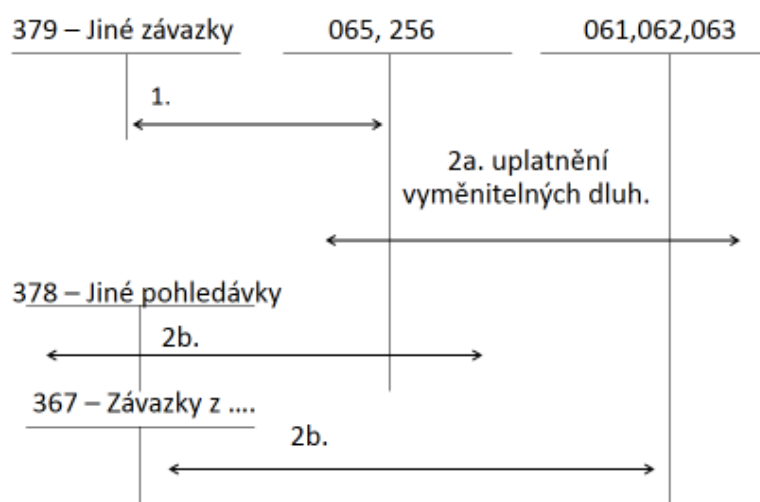 379 – Jiné závazky 065, 256 061,062,063
1.
2a. uplatnění
vyměnitelných dluh.
378 – Jiné pohledávky
2b.
367 – Závazky z ....
2b.